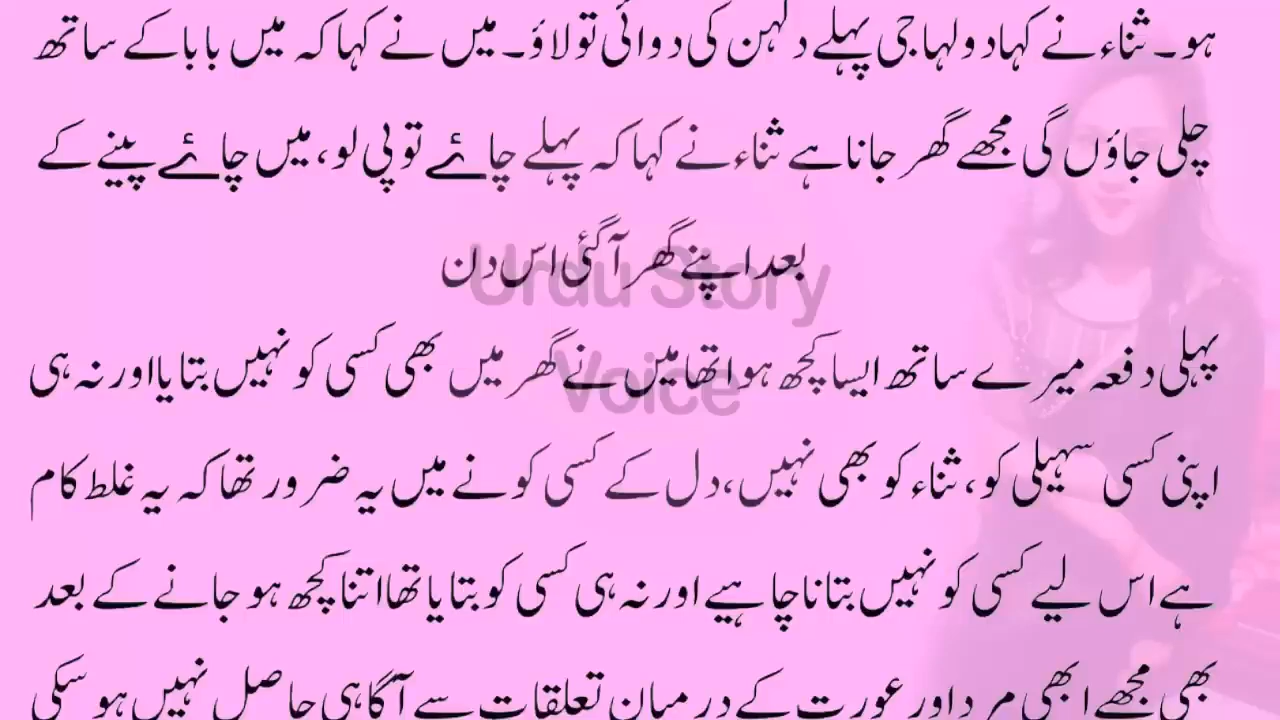 ہو۔ ثناء نے کہا دولہا جی پہلے دلہن کی دوائی تو لاؤ۔ میں نے کہا کہ میں بابا کے ساتھ
چلی جاؤں گی مجھے گھر جانا ہے ثناء نے کہا کہ پہلے چائے تو پی لو، میں چائے پینے کے
بعد اپنے گھر آگئی اس دن
Urdu Story
Voice
پہلی دفعہ میرے ساتھ ایسا کچھ ہوا تھا میں نے گھر میں بھی کسی کو نہیں بتایا اور نہ ہی
اپنی کسی سہیلی کو، ثناء کو بھی نہیں، دل کے کسی کونے میں یہ ضرور تھا کہ یہ غلط کام
ہے اس لیے کسی کو نہیں بتانا چاہیے اور نہ ہی کسی کو بتایا تھا اتنا کچھ ہو جانے کے بعد
بھی مجھے ابھی مرد اور عورت کے درمیان تعلقات سے آگاہی حاصل نہیں ہو سکی